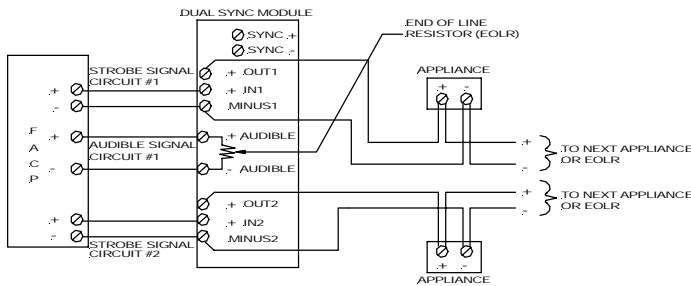 DUAL SYNC MODULE
SYNC +
SYNC -
END OF LINE
RESISTOR (EOLR)
STROBE SIGNAL
CIRCUIT #1
+ OUT1
+ IN1
MINUS1
+
-
APPLIANCE
+ -
F
A
C
P
+
-
AUDIBLE SIGNAL
CIRCUIT #1
+ AUDIBLE
- AUDIBLE
+
-
TO NEXT APPLIANCE
OR EOLR
+ OUT2
+ IN2
MINUS2
+
-
TO NEXT APPLIANCE
OR EOLR
+
-
STROBE SIGNAL
CIRCUIT #2
+ -
APPLIANCE